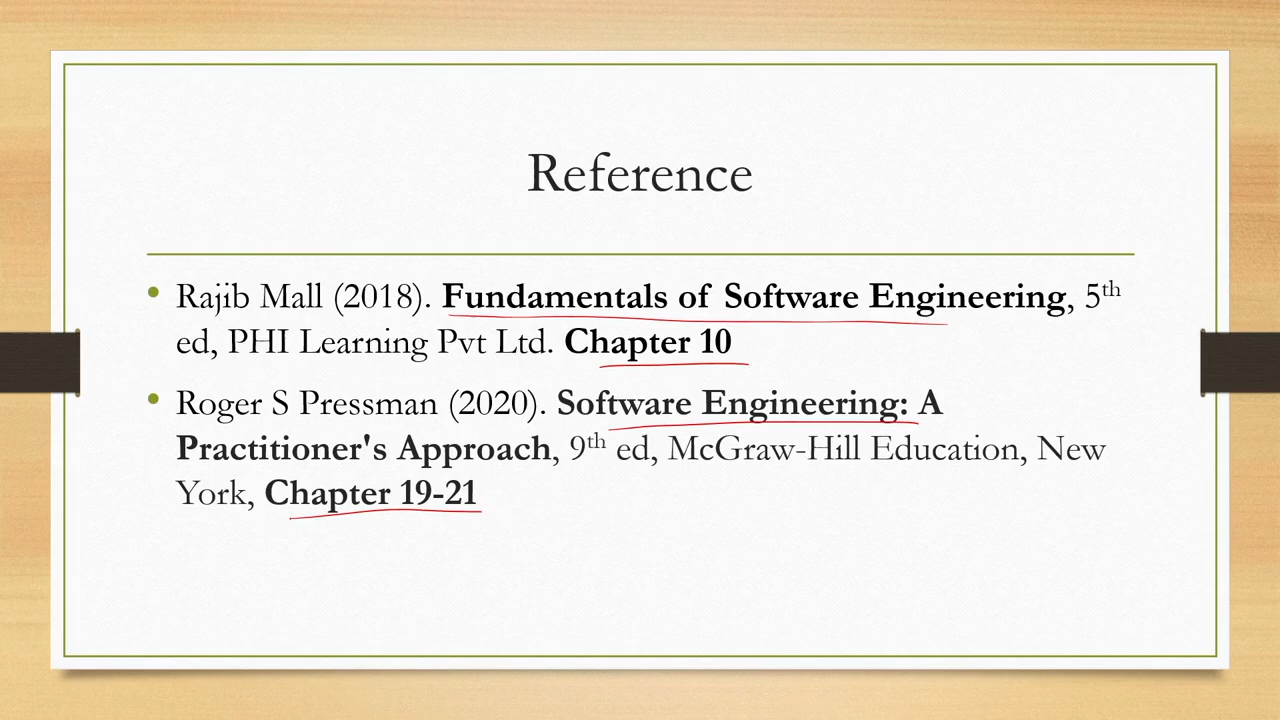 Reference
• Rajib Mall (2018). Fundamentals of Software Engineering, 5th
ed, PHI Learning Pvt Ltd. Chapter 10
• Roger S Pressman (2020). Software Engineering: A
Practitioner's Approach, 9th ed, McGraw-Hill Education, New
York, Chapter 19-21